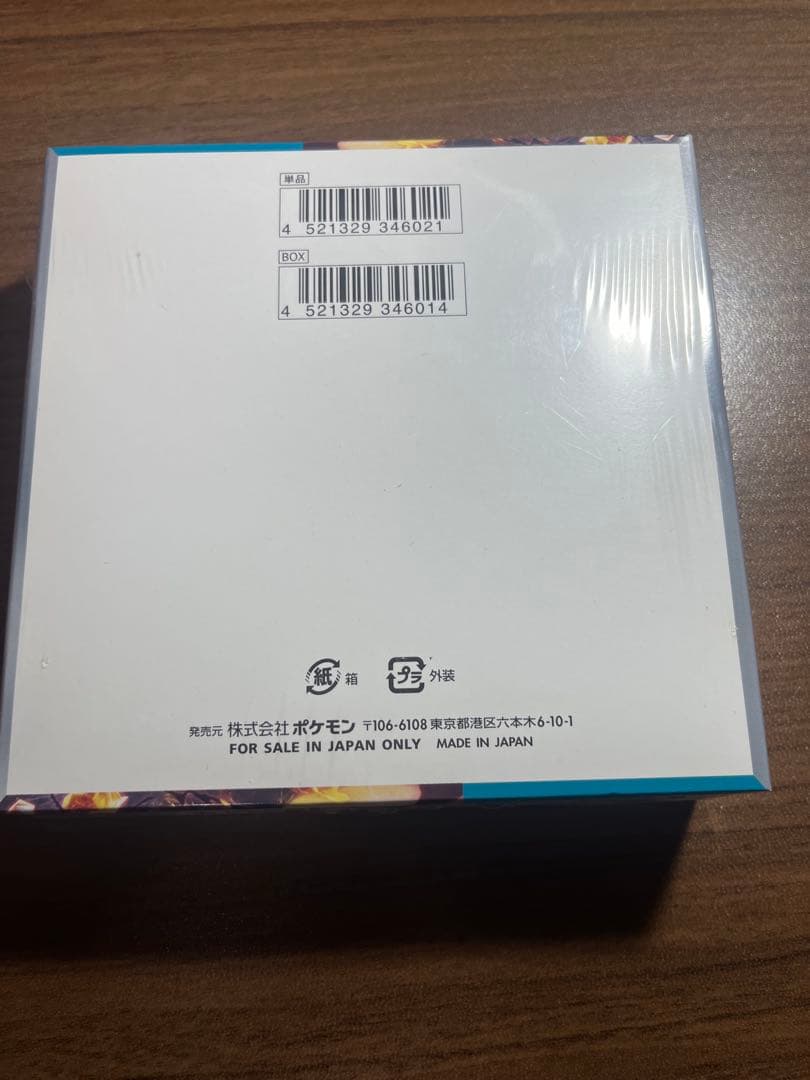 単品
4 521329 346021
BOX
4 521329 346014
紙 箱 プラ 外装
発売元 株式会社ポケモン 〒106-6108 東京都港区六本木6-10-1
FOR SALE IN JAPAN ONLY MADE IN JAPAN